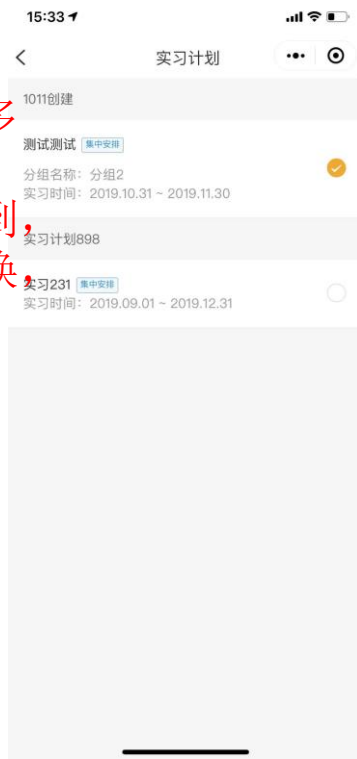 15:33
实习计划
1011创建
多
测试测试 集中安排
分组名称：分组2
实习时间：2019.10.31 ~ 2019.11.30
到，
实习计划898
换，
实习231 集中安排
实习时间：2019.09.01 ~ 2019.12.31